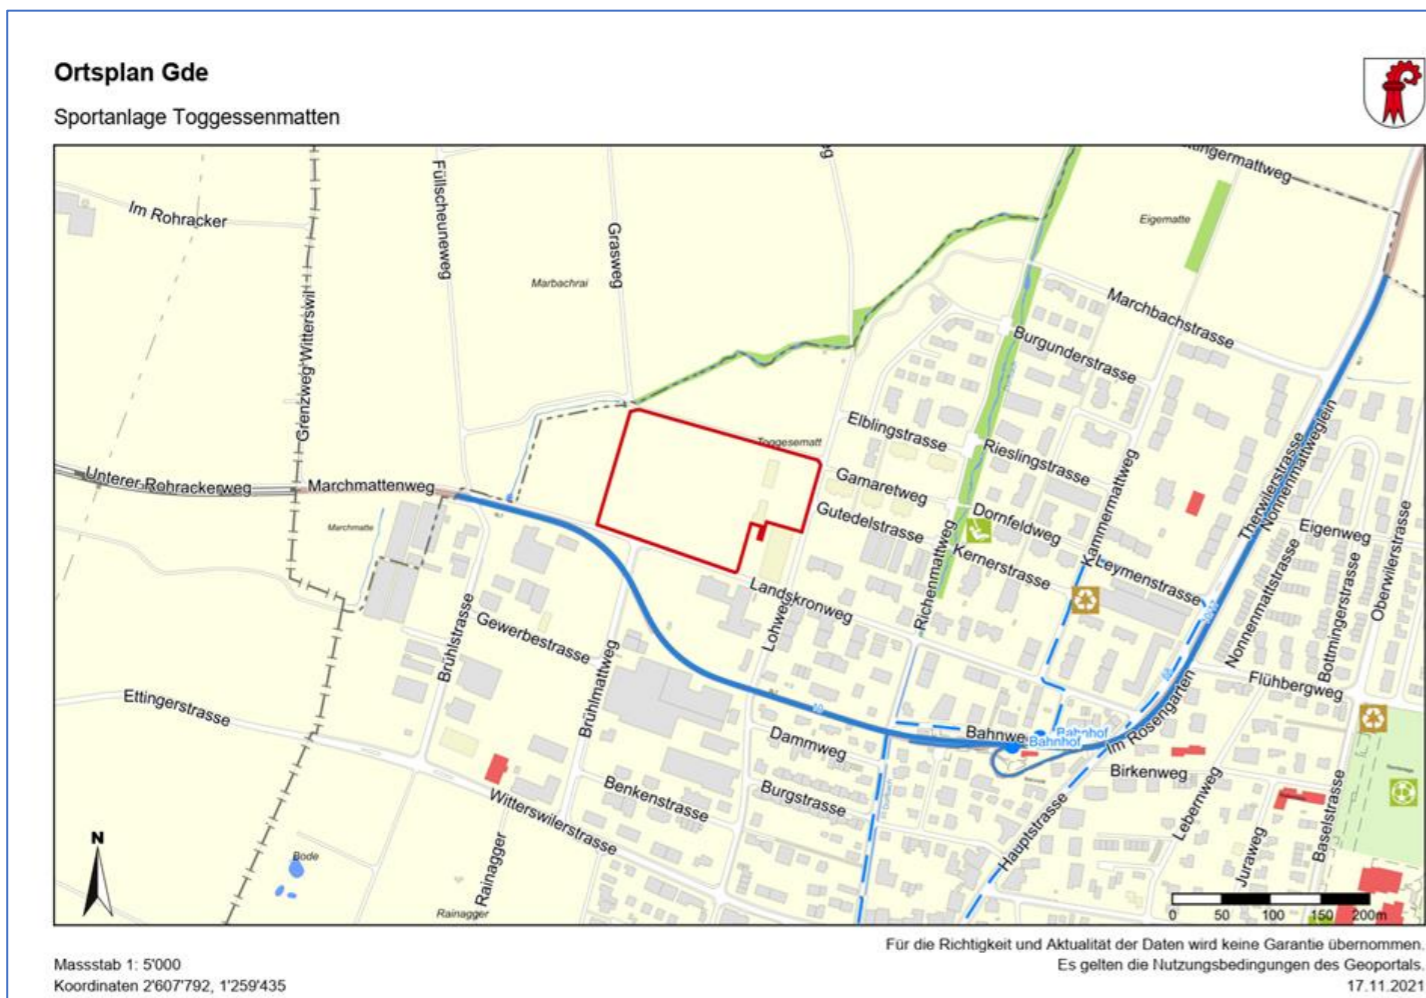 Ortsplan Gde
Sportanlage Toggessenmatten
Im Rohracker
Füllscheuneweg
Grasweg
Marbachrai
Eigematte
Grenzweg Witterswil
Marchbachstrasse
Burgunderstrasse
Toggesematt
Elblingstrasse
Rieslingstrasse
Unterer Rohrackerweg
Marchmattenweg
Gamaretweg
Kammermattweg
Therwilerstrasse
Nonnenmattweglein
Marchmatte
Gutedelstrasse
Dornfeldweg
Eigenweg
Kernerstrasse
Leymenstrasse
Richenmattweg
Landskronweg
Lohweg
Nonnenmattstrasse
Bottmingerstrasse
Oberwilerstrasse
Brühlstrasse
Gewerbestrasse
Brühlmattweg
Flühbergweg
Ettingerstrasse
10
Dammweg
Bahnwe
Bahnhof
Bahnhof
Im Rosengarten
Birkenweg
Benkenstrasse
Burgstrasse
Witterswilerstrasse
Hauptstrasse
Lebernweg
Juraweg
Baselstrasse
Rainagger
Bode
Rainagger
N
0 50 100 150 200m
Für die Richtigkeit und Aktualität der Daten wird keine Garantie übernommen.
Massstab 1: 5'000
Es gelten die Nutzungsbedingungen des Geoportals.
Koordinaten 2'607'792, 1'259'435
17.11.2021